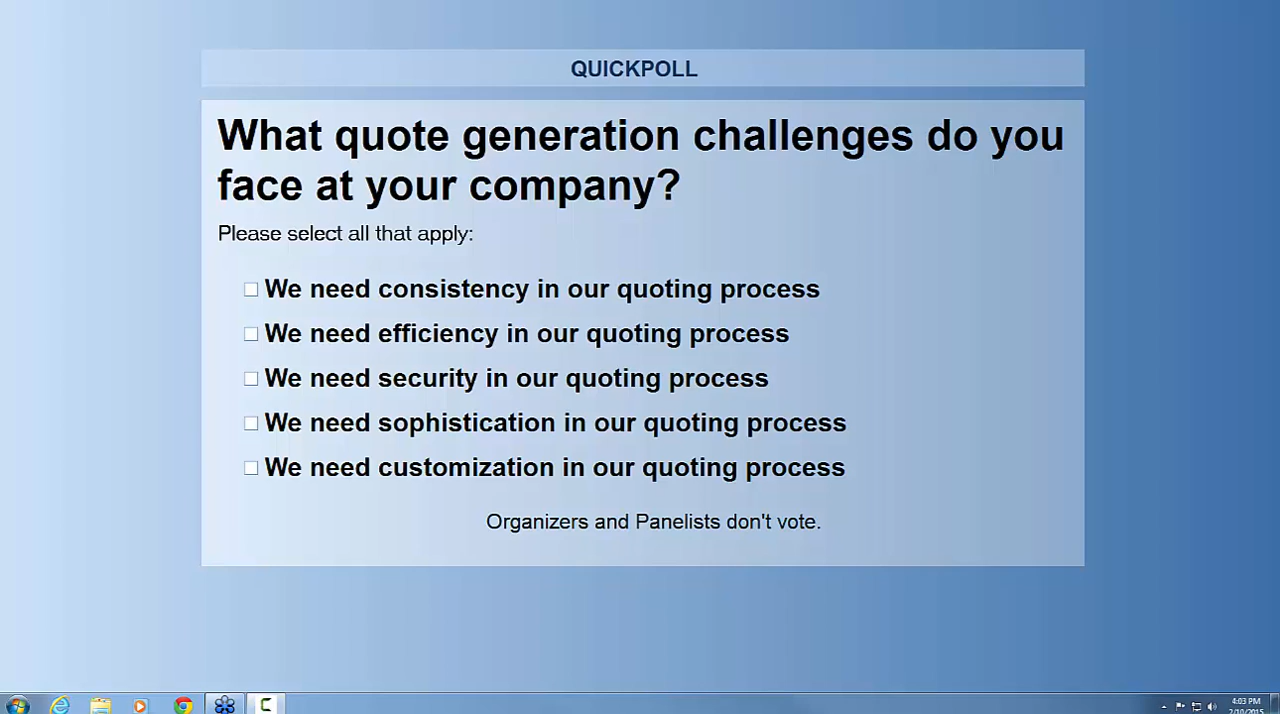 QUICKPOLL
What quote generation challenges do you
face at your company?
Please select all that apply:
We need consistency in our quoting process
We need efficiency in our quoting process
We need security in our quoting process
We need sophistication in our quoting process
We need customization in our quoting process
Organizers and Panelists don't vote.
4:03 PM
2/10/2015